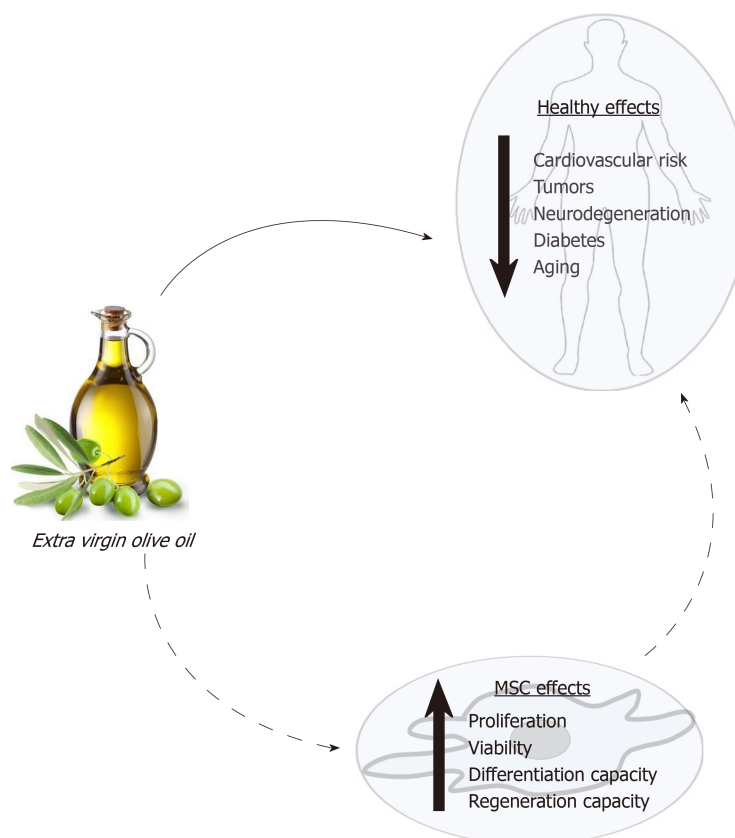 Healthy effects
Cardiovascular risk
Tumors
Neurodegeneration
Diabetes
Aging
Extra virgin olive oil
MSC effects
Proliferation
Viability
Differentiation capacity
Regeneration capacity